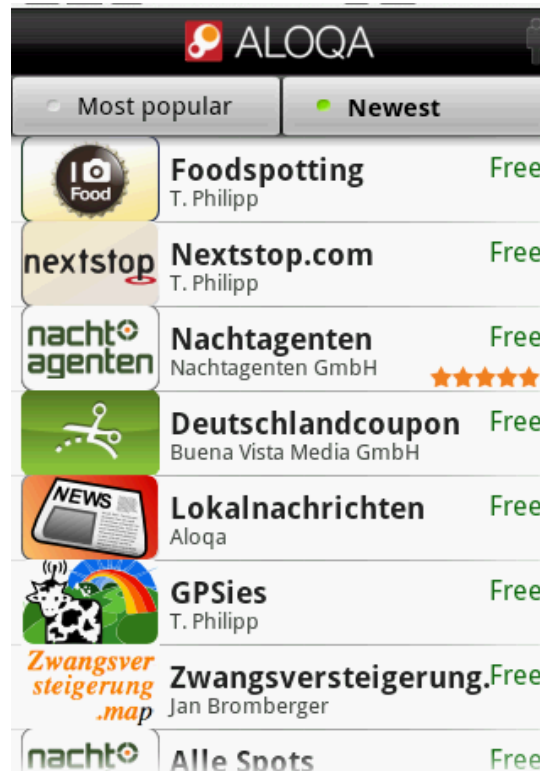 ALOQA
Most popular
Newest
I Food
Foodspotting
Free
T. Philipp
nextstop
Nextstop.com
Free
T. Philipp
nacht
agenten
Nachtagenten
Free
Nachtagenten GmbH
Deutschlandcoupon
Free
Buena Vista Media GmbH
NEWS
Lokalnachrichten
Free
Aloqa
GPSies
Free
T. Philipp
Zwangsver
steigerung
.map
Zwangsversteigerung.
Free
Jan Bromberger
nacht
Alle Spots
Free